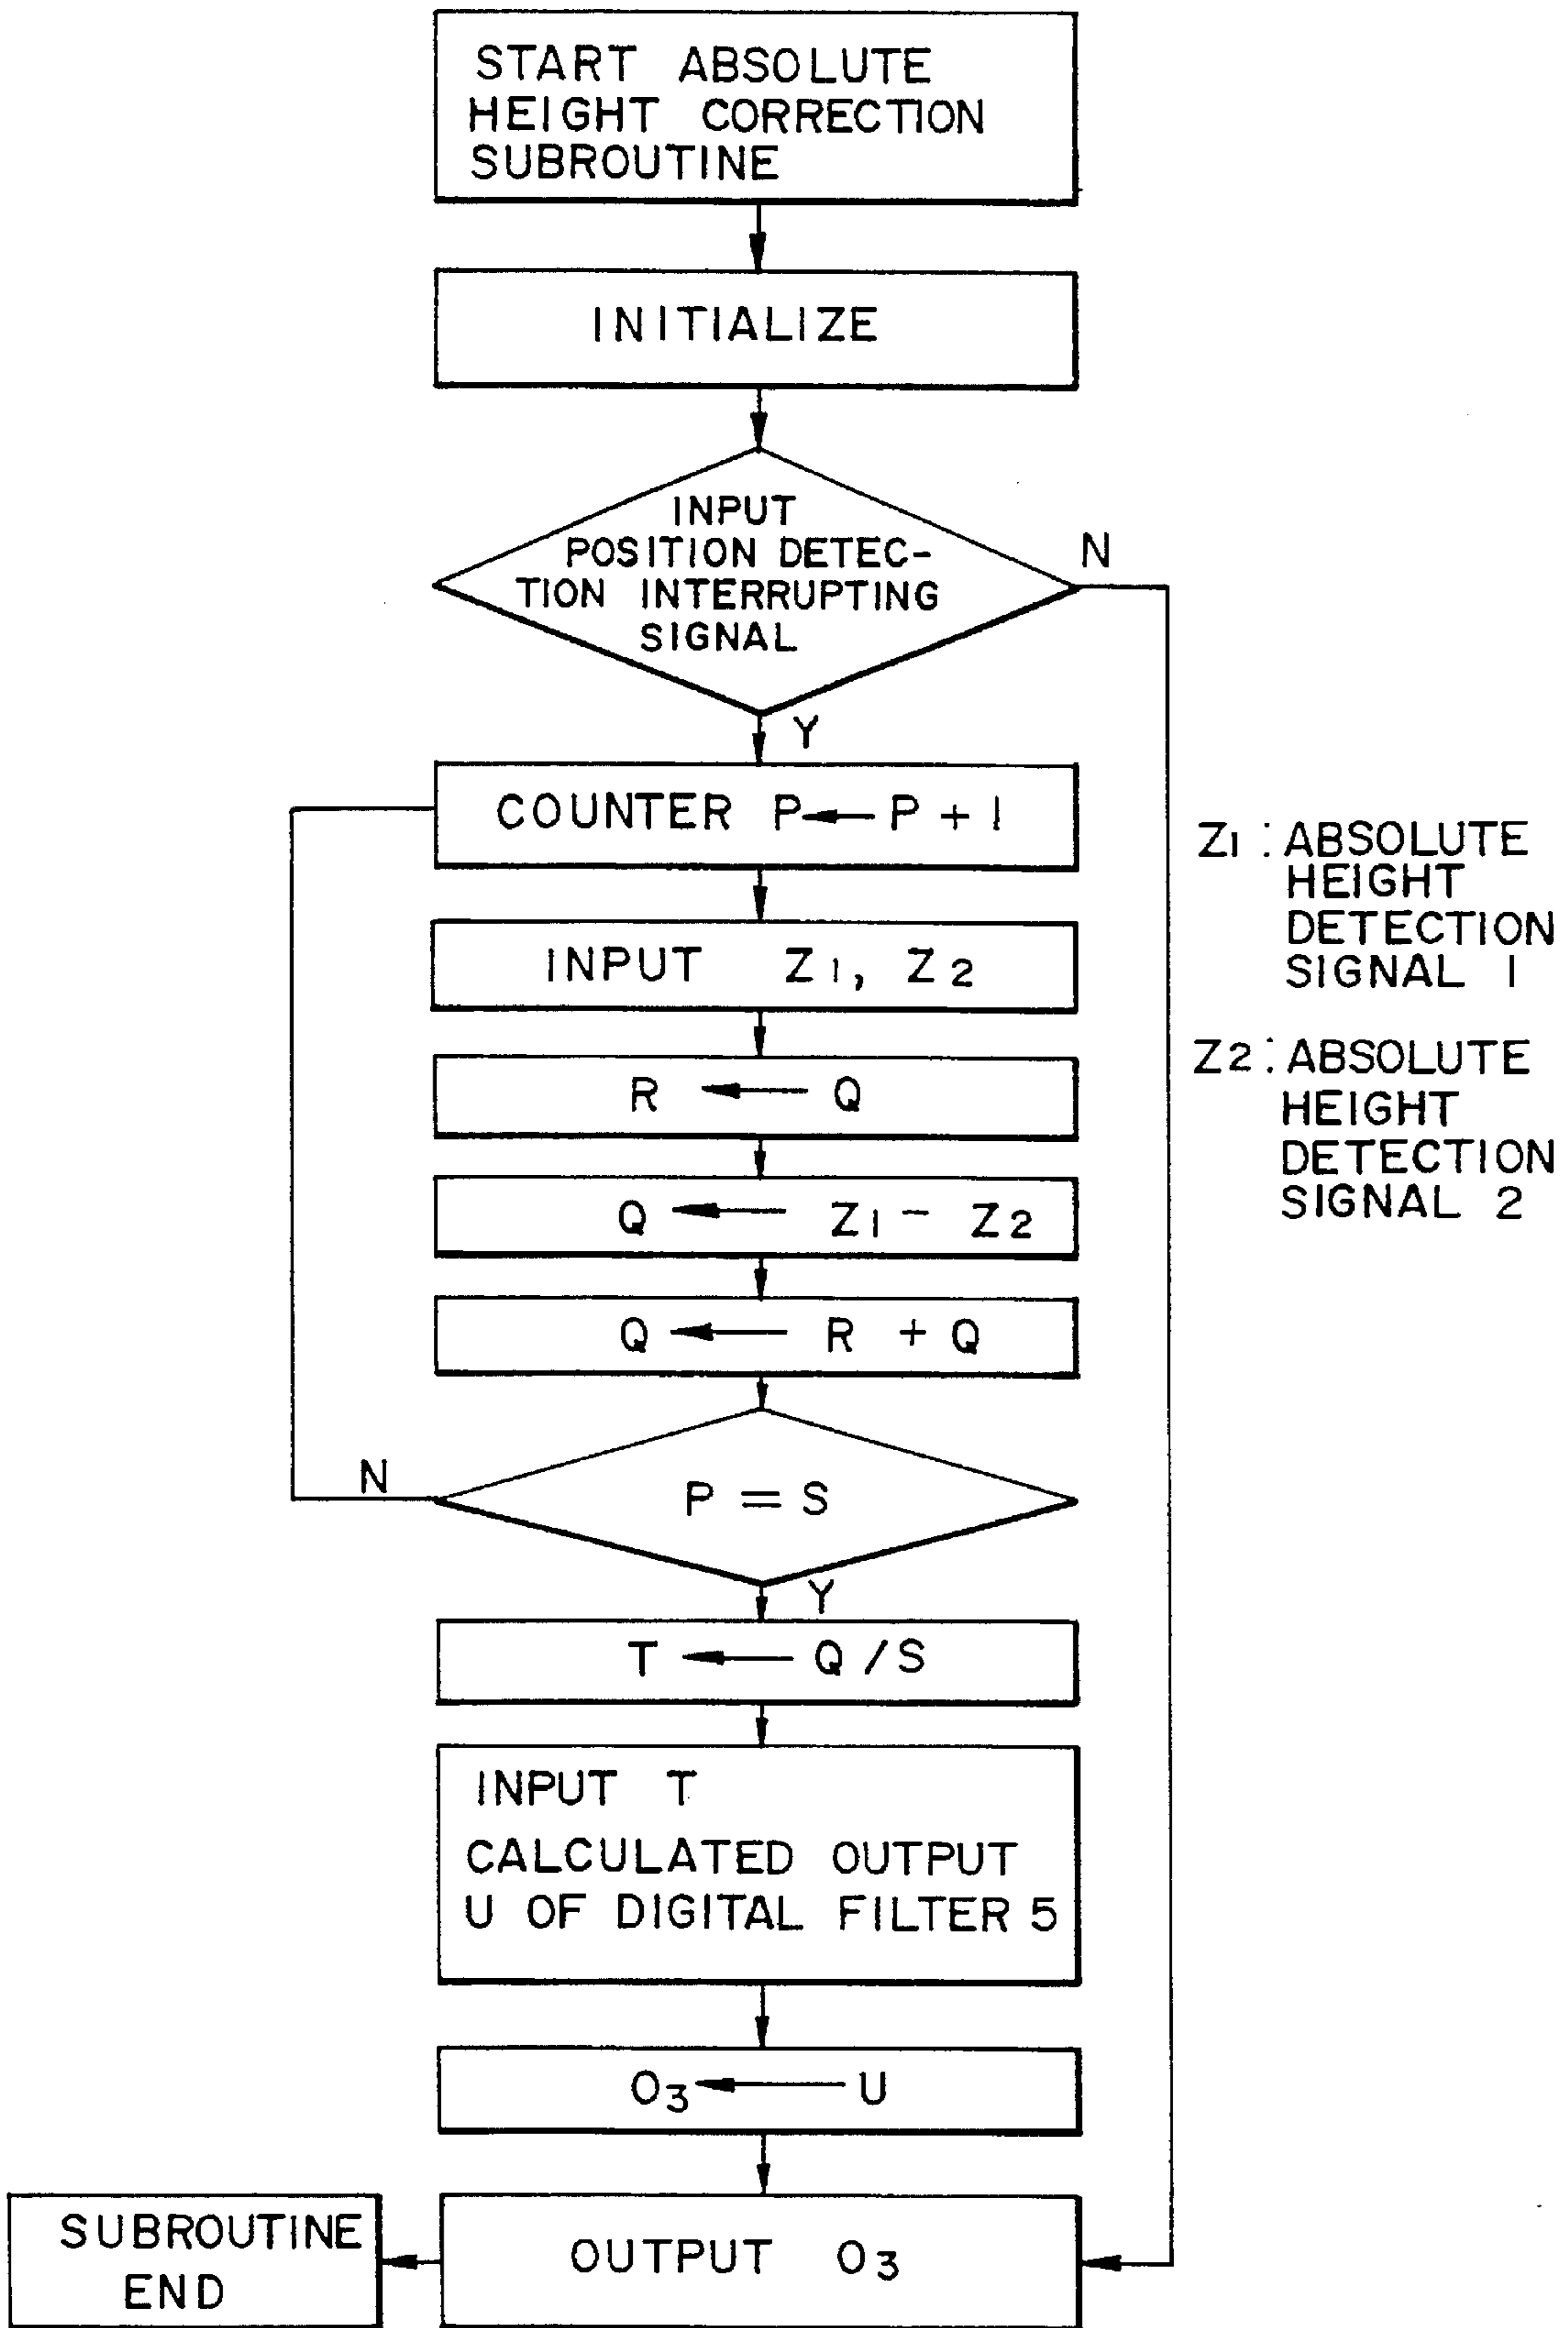 START ABSOLUTE
HEIGHT CORRECTION
SUBROUTINE
INITIALIZE
INPUT
POSITION DETEC-
TION INTERRUPTING
SIGNAL
N
Y
COUNTER P ← P + 1
INPUT Z1, Z2
R ← Q
Q ← Z1 - Z2
Q ← R + Q
P = S
N
Y
T ← Q / S
INPUT T
CALCULATED OUTPUT
U OF DIGITAL FILTER 5
O3 ← U
OUTPUT O3
SUBROUTINE
END
Z1 : ABSOLUTE
HEIGHT
DETECTION
SIGNAL 1
Z2 : ABSOLUTE
HEIGHT
DETECTION
SIGNAL 2